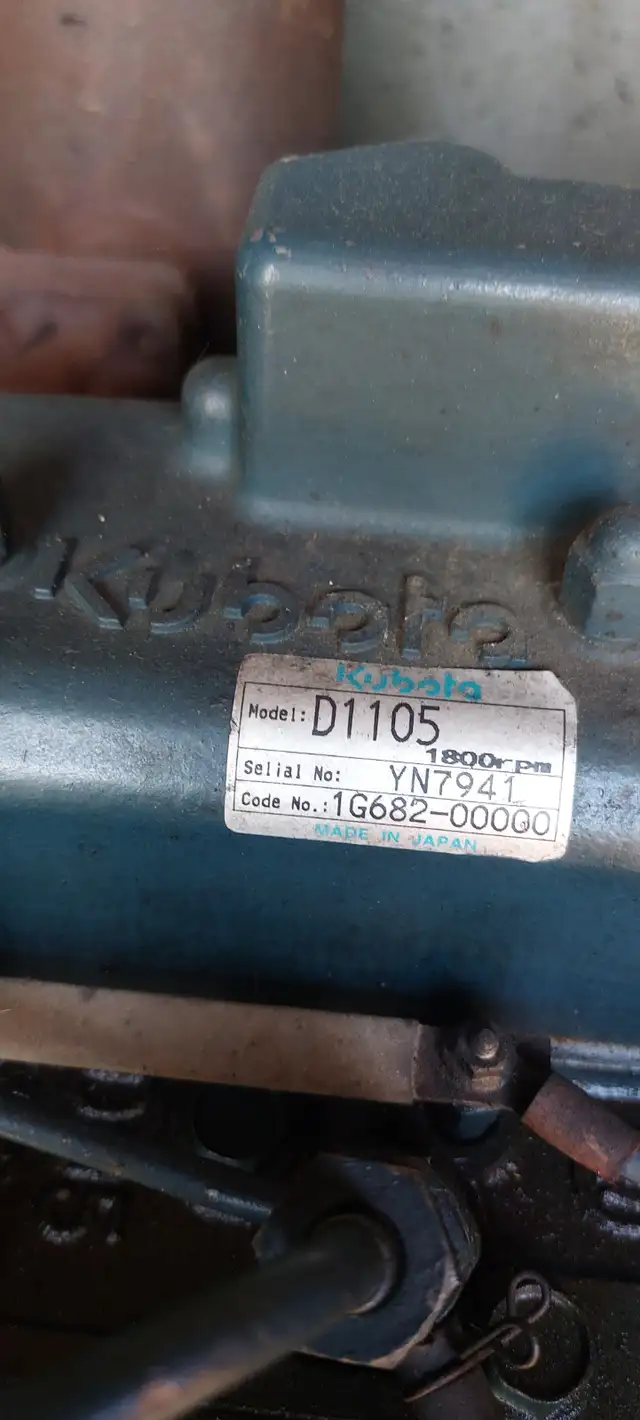 Kubota
Kubota
Model: D1105
1800rpm
Selial No: YN7941
Code No.: 1G682-00000
MADE IN JAPAN